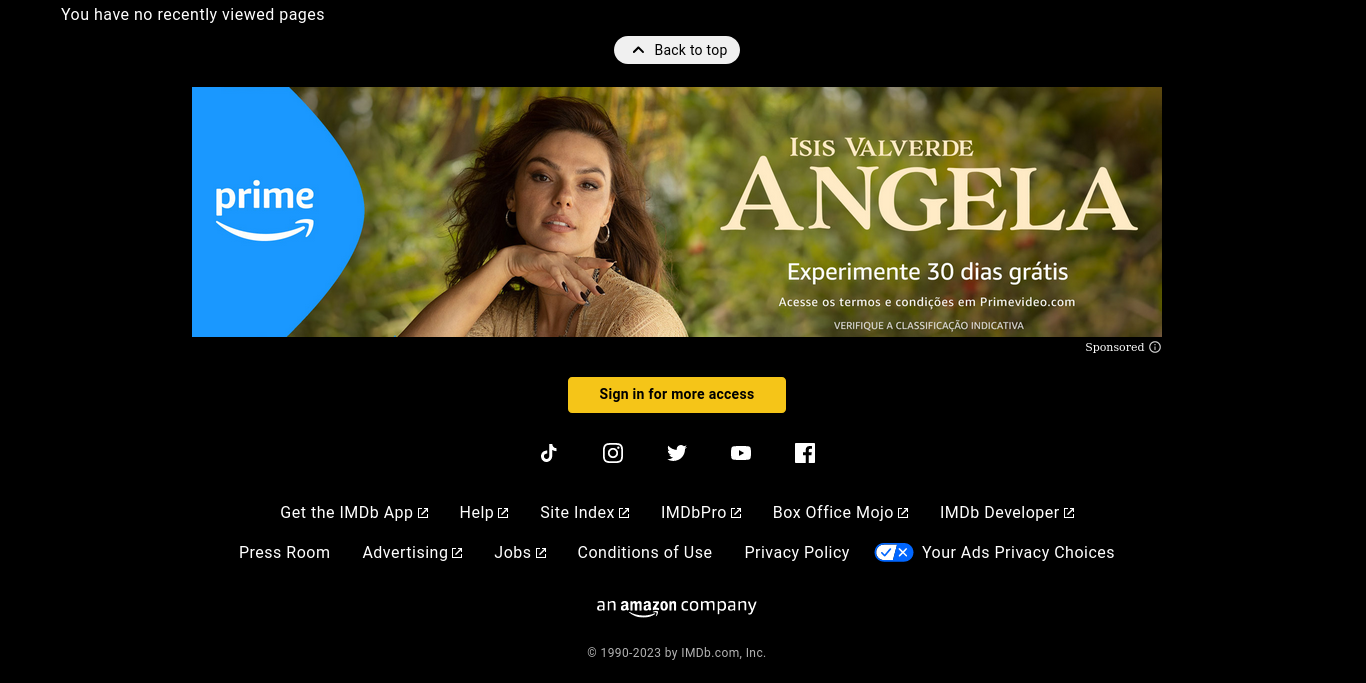 You have no recently viewed pages
Back to top
prime
ISIS VALVERDE
ANGELA
Experimente 30 dias grátis
Acesse os termos e condições em Primevideo.com
VERIFIQUE A CLASSIFICAÇÃO INDICATIVA
Sponsored
Sign in for more access
Get the IMDb App Help Site Index IMDbPro Box Office Mojo IMDb Developer
Press Room Advertising Jobs Conditions of Use Privacy Policy Your Ads Privacy Choices
an amazon company
© 1990-2023 by IMDb.com, Inc.